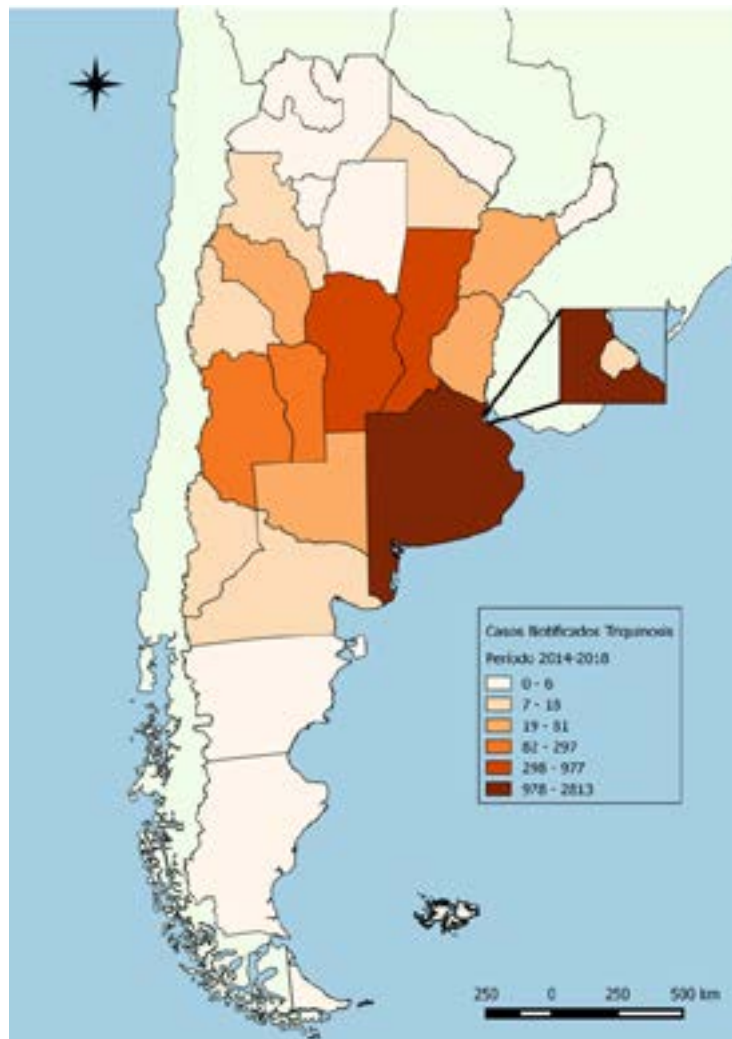 Casos Notificados Triquinosis
Período 2014-2018
0 - 6
7 - 18
19 - 81
82 - 297
298 - 977
978 - 2813
250 0 250 500 km